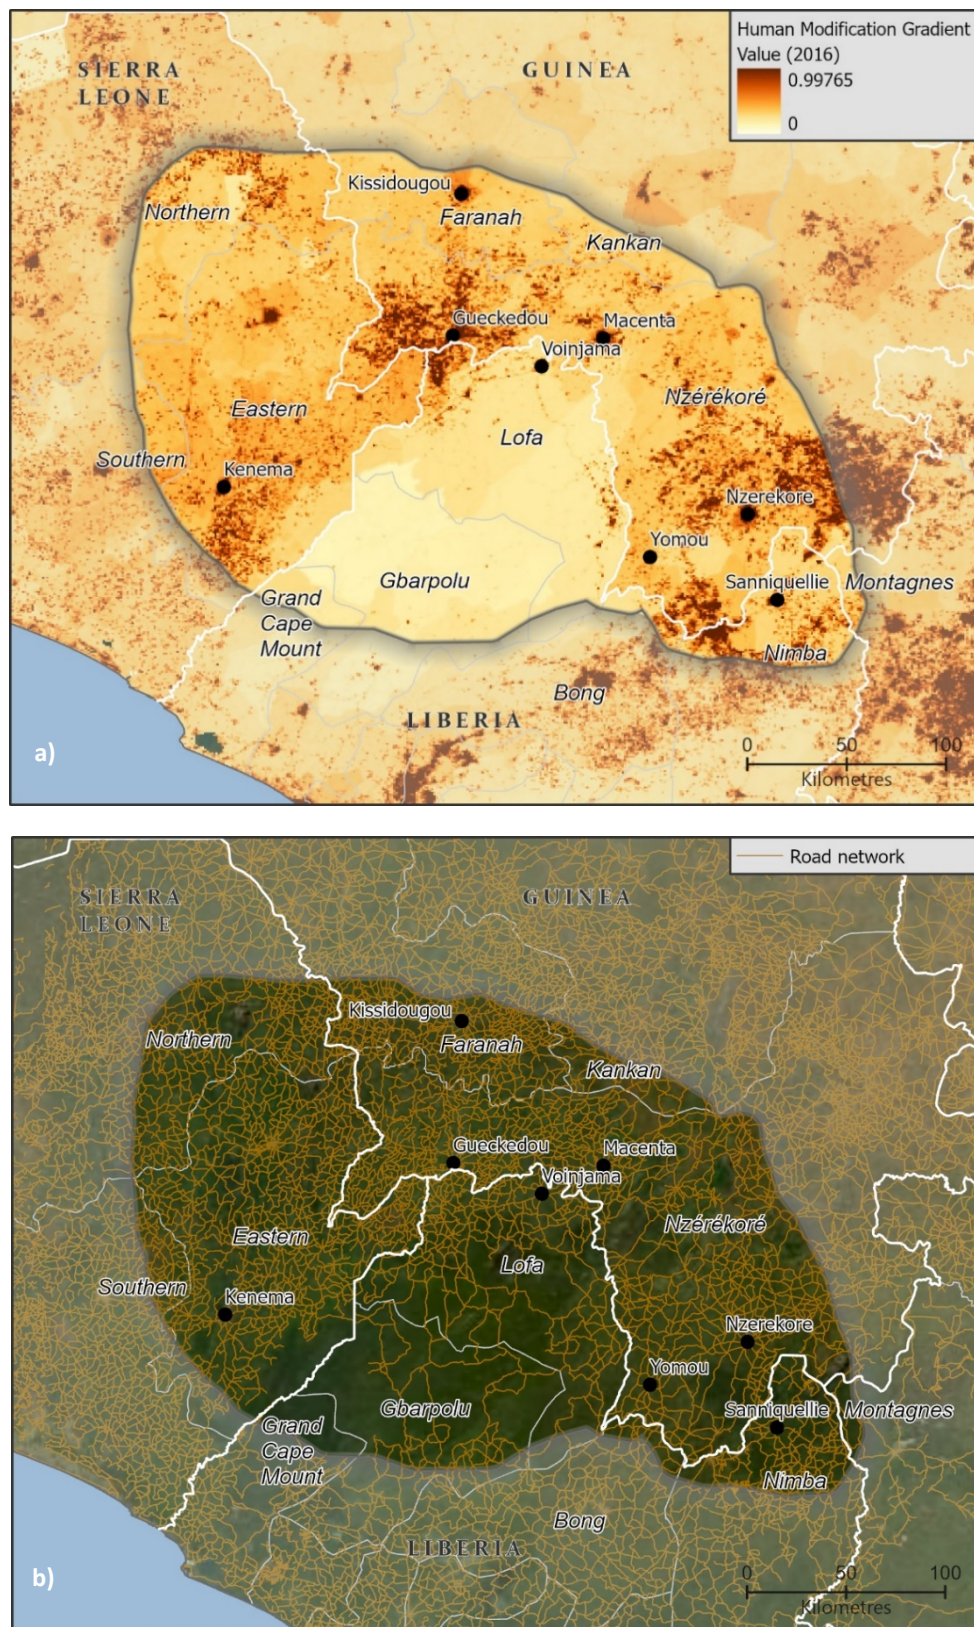 Human Modification Gradient
Value (2016)
0.99765
0
SIERRA
LEONE
GUINEA
Kissidougou
Northern
Faranah
Kankan
Gueckedou
Macenta
Voinjama
Nzérékoré
Eastern
Lofa
Southern
Kenema
Nzerekore
Yomou
Gbarpolu
Sanniquellie
Montagnes
Grand
Cape
Mount
Nimba
Bong
LIBERIA
a)
0 50 100
Kilometres
Road network
SIERRA
LEONE
GUINEA
Kissidougou
Northern
Faranah
Kankan
Gueckedou
Macenta
Voinjama
Nzérékoré
Eastern
Lofa
Southern
Kenema
Nzerekore
Yomou
Gbarpolu
Sanniquellie
Montagnes
Grand
Cape
Mount
Nimba
Bong
LIBERIA
b)
0 50 100
Kilometres